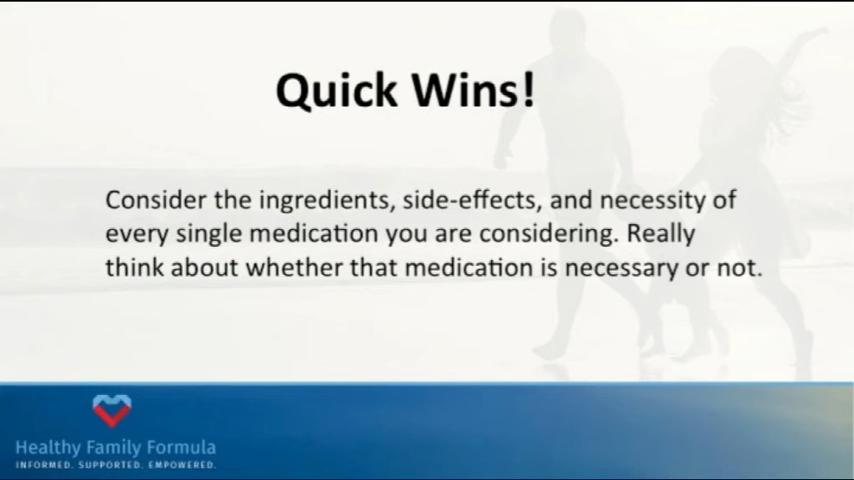 Quick Wins!
Consider the ingredients, side-effects, and necessity of
every single medication you are considering. Really
think about whether that medication is necessary or not.
Healthy Family Formula
INFORMED. SUPPORTED. EMPOWERED.